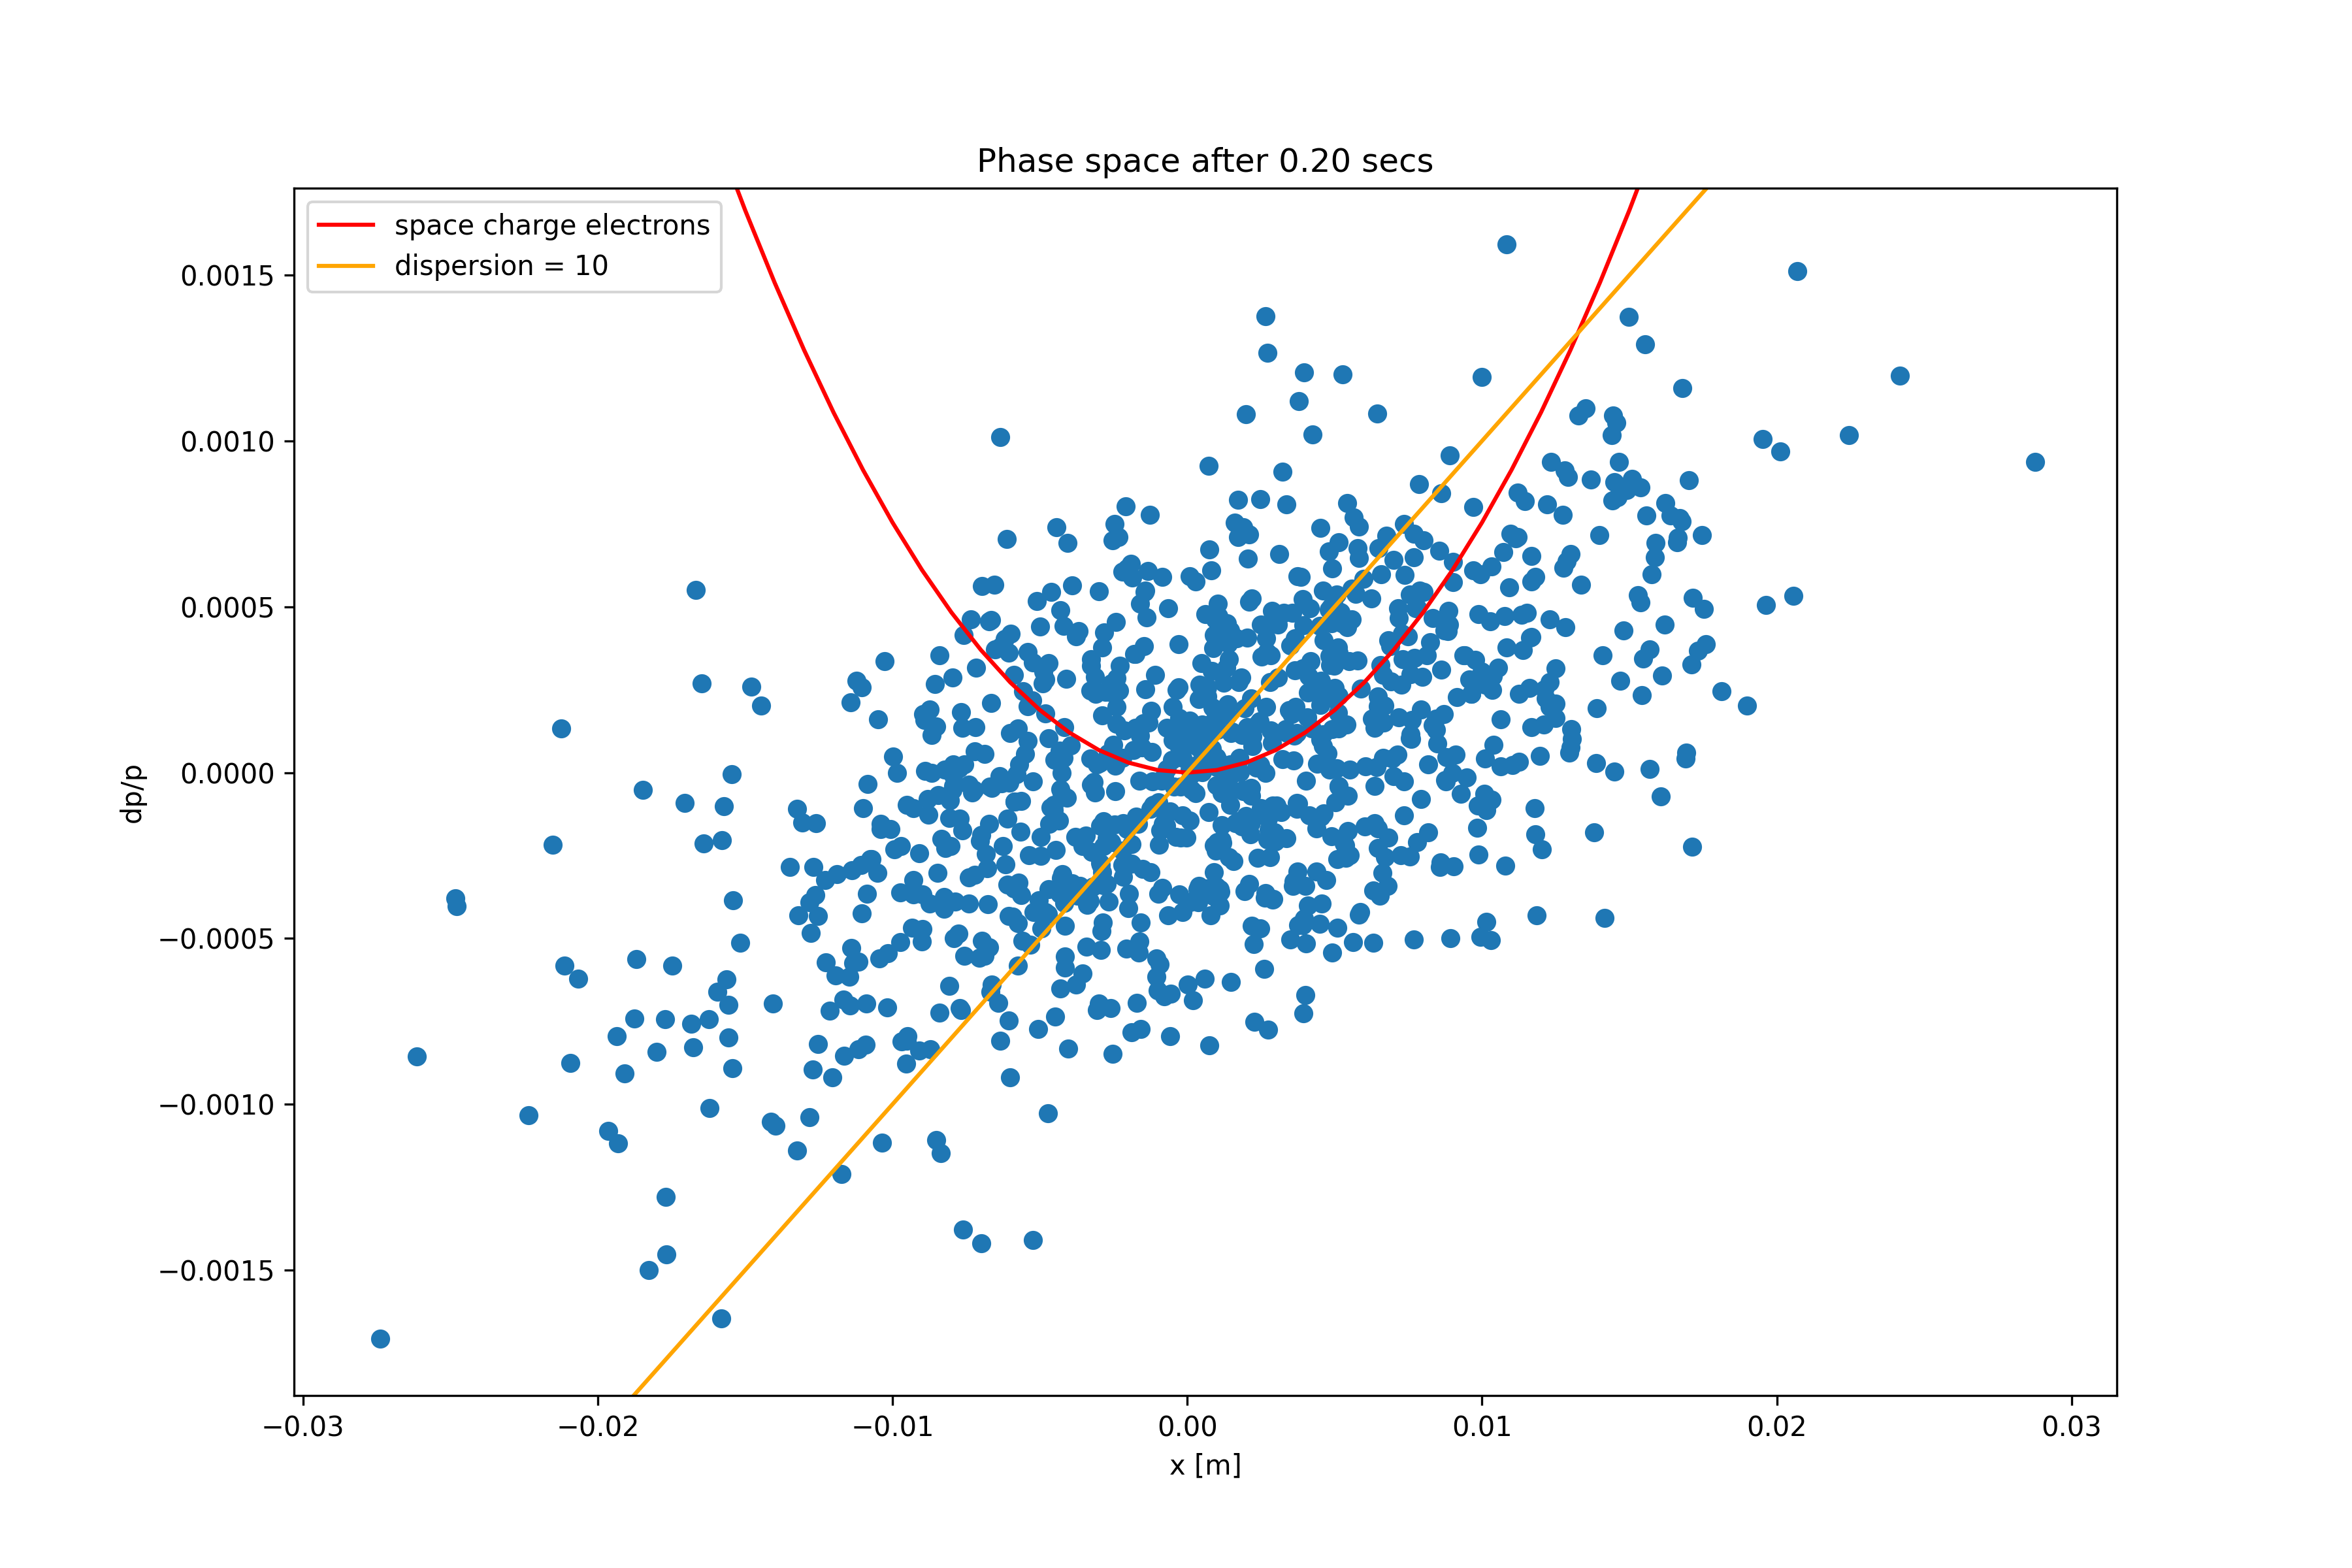 Phase space after 0.20 secs
space charge electrons
dispersion = 10
0.0015
0.0010
0.0005
0.0000
−0.0005
−0.0010
−0.0015
dp/p
−0.03 −0.02 −0.01 0.00 0.01 0.02 0.03
x [m]